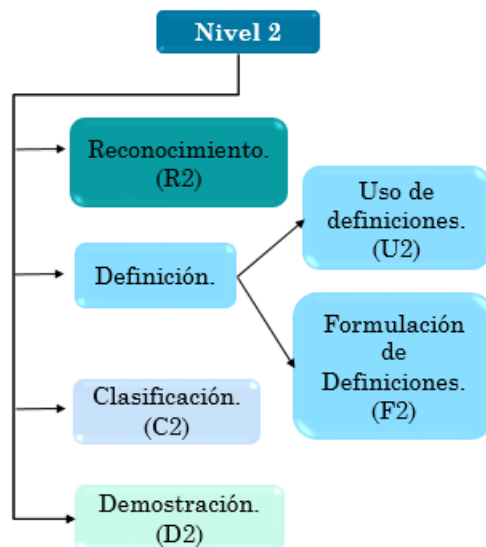 Nivel 2
Reconocimiento.
(R2)
Definición.
Uso de
definiciones.
(U2)
Formulación
de
Definiciones.
(F2)
Clasificación.
(C2)
Demostración.
(D2)